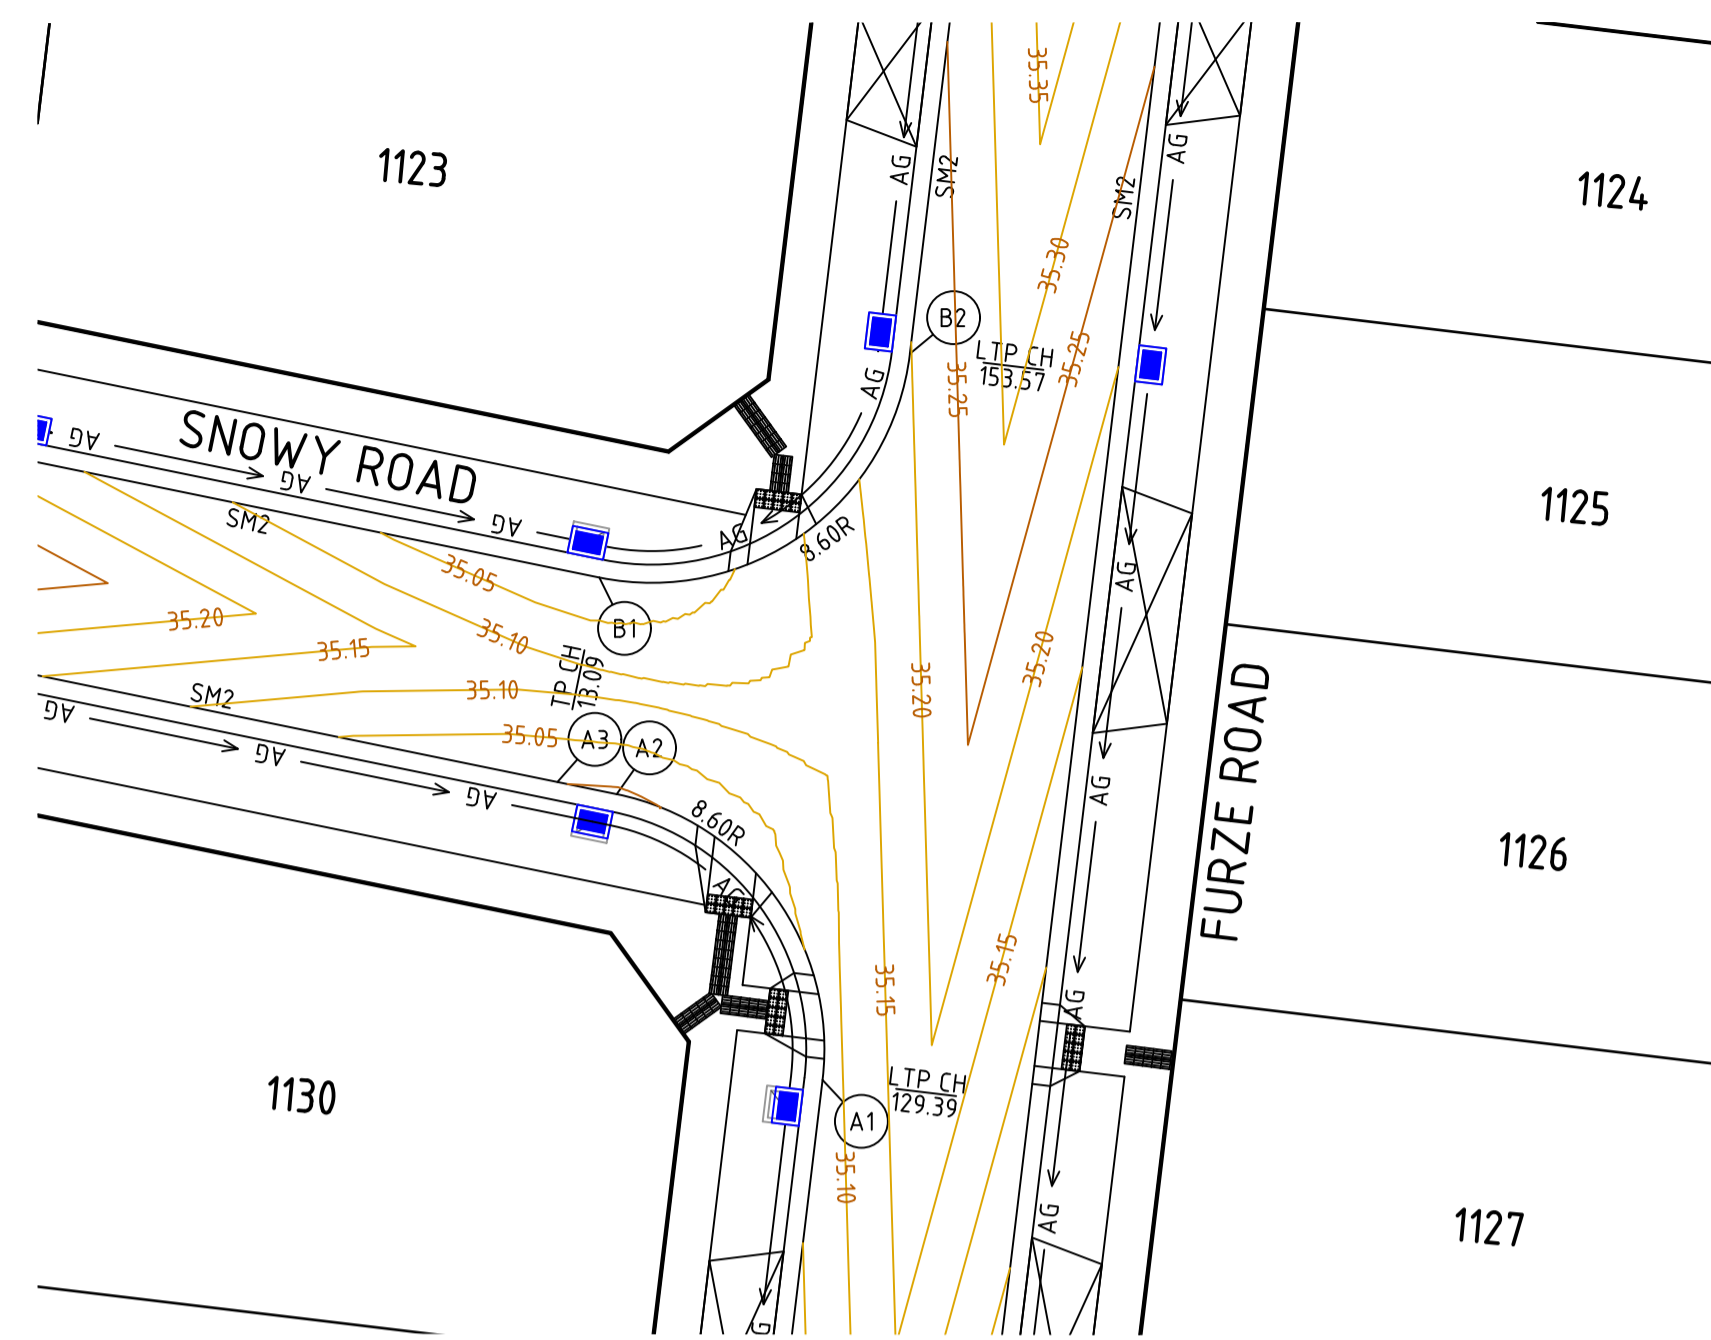 35.35
AG
1123
AG
SM2
SM2
1124
35.30
B2
LTP CH
153.57
35.25
35.25
AG
SNOWY ROAD
AG
AG
AG
SM2
AG
8.60R
1125
35.05
AG
35.20
35.15
35.10
B1
TP CH
13.09
35.10
35.20
35.20
SM2
AG
AG
35.05
A3
A2
AG
8.60R
AG
FURZE ROAD
1126
AG
35.15
35.15
AG
1130
LTP CH
129.39
A1
35.10
AG
1127